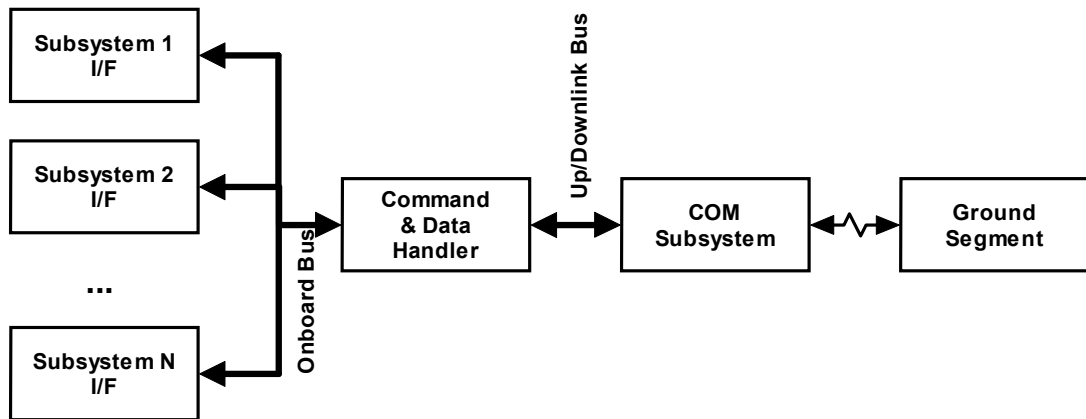 Subsystem 1
I/F
Subsystem 2
I/F
...
Subsystem N
I/F
Onboard Bus
Command
& Data
Handler
Up/Downlink Bus
COM
Subsystem
Ground
Segment